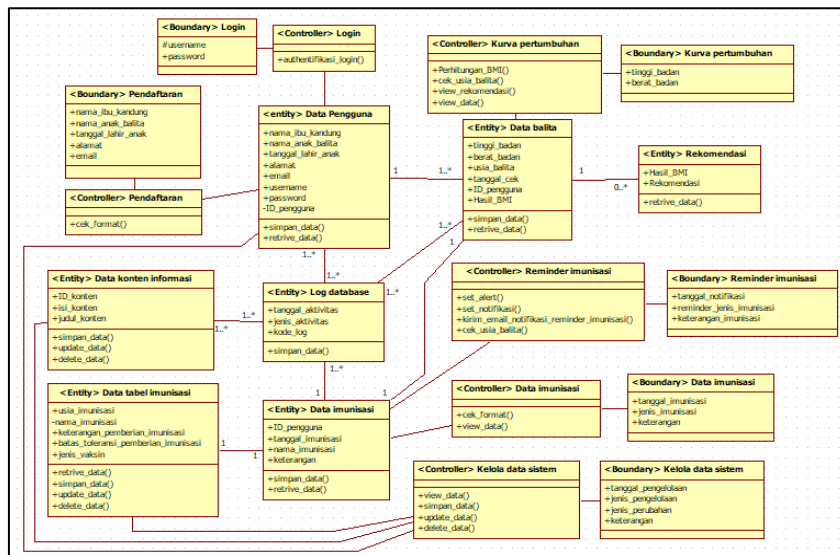 <Boundary> Login
#username
+password
<Controller> Login
+authentifikasi_login()
<Controller> Kurva pertumbuhan
+Perhitungan_BMI()
+cek_usia_balita()
+view_rekomendasi()
+view_data()
<Boundary> Kurva pertumbuhan
+tinggi_badan
+berat_badan
<Boundary> Pendaftaran
+nama_ibu_kandung
+nama_anak_balita
+tanggal_lahir_anak
+alamat
+email
<Controller> Pendaftaran
+cek_format()
<entity> Data Pengguna
+nama_ibu_kandung
+nama_anak_balita
+tanggal_lahir_anak
+alamat
+email
+username
+password
-ID_pengguna
+simpan_data()
+retrive_data()
1
1..*
<Entity> Data balita
+tinggi_badan
+berat_badan
+usia_balita
+tanggal_cek
+ID_pengguna
+Hasil_BMI
+simpan_data()
+retrive_data()
1
0..*
<Entity> Rekomendasi
+Hasil_BMI
+Rekomendasi
+retrive_data()
1..*
1..*
1..*
1
1..*
<Entity> Data konten informasi
+ID_konten
+isi_konten
+judul_konten
+simpan_data()
+update_data()
+delete_data()
1..*
1..*
<Entity> Log database
+tanggal_aktivitas
+jenis_aktivitas
+kode_log
+simpan_data()
1..*
1
1
<Controller> Reminder imunisasi
+set_alert()
+set_notifikasi()
+kirim_email_notifikasi_reminder_imunisasi()
+cek_usia_balita()
<Boundary> Reminder imunisasi
+tanggal_notifikasi
+reminder_jenis_imunisasi
+keterangan_imunisasi
<Entity> Data tabel imunisasi
+usia_imunisasi
-nama_imunisasi
+keterangan_pemberian_imunisasi
+batas_toleransi_pemberian_imunisasi
+jenis_vaksin
+retrive_data()
+simpan_data()
+update_data()
+delete_data()
1
1
<Entity> Data imunisasi
+ID_pengguna
+tanggal_imunisasi
+nama_imunisasi
+keterangan
+simpan_data()
+retrive_data()
<Controller> Data imunisasi
+cek_format()
+view_data()
<Boundary> Data imunisasi
+tanggal_imunisasi
+jenis_imunisasi
+keterangan
<Controller> Kelola data sistem
+view_data()
+simpan_data()
+update_data()
+delete_data()
<Boundary> Kelola data sistem
+tanggal_pengelolaan
+jenis_pengelolaan
+jenis_perubahan
+keterangan